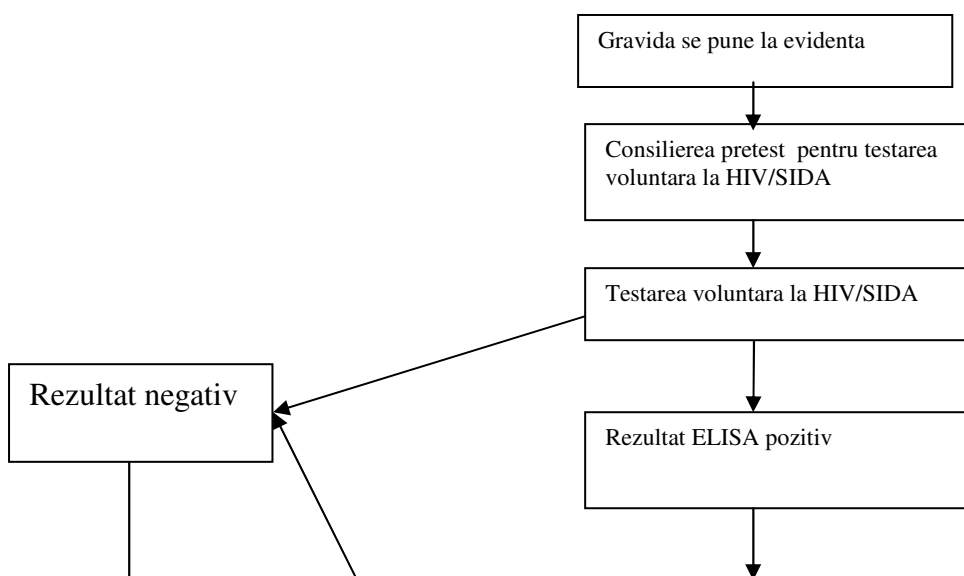 Gravida se pune la evidenta
Consilierea pretest pentru testarea
voluntara la HIV/SIDA
Testarea voluntara la HIV/SIDA
Rezultat negativ
Rezultat ELISA pozitiv